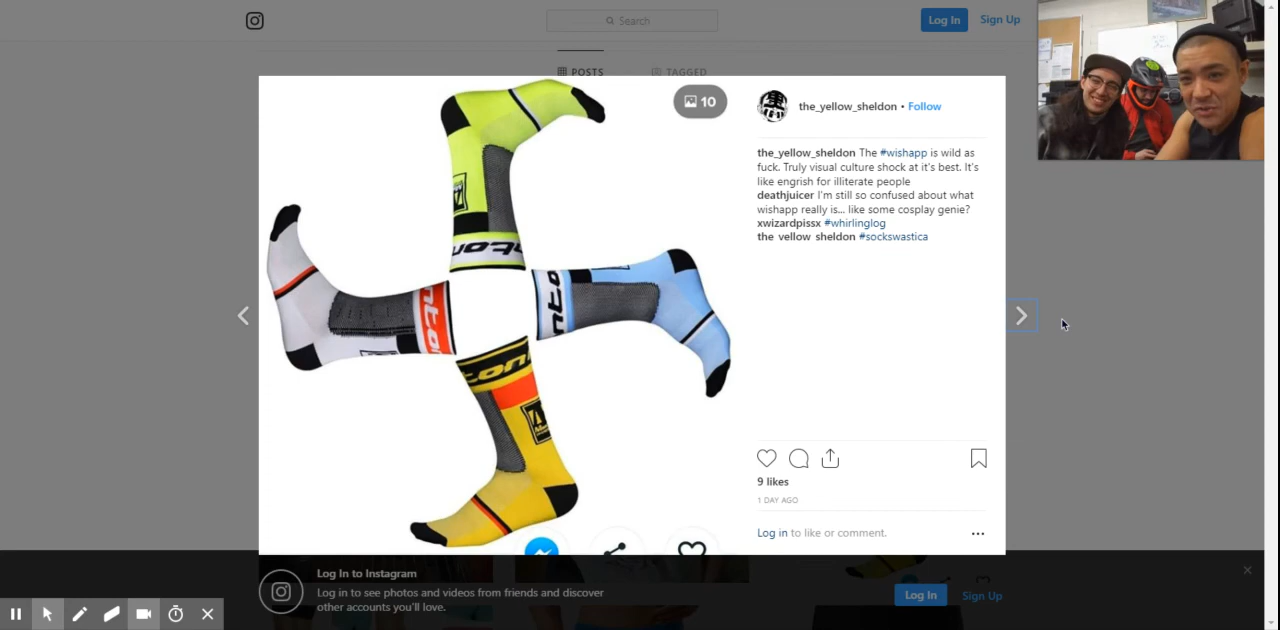 Search
Log In
Sign Up
POSTS
TAGGED
10
the_yellow_sheldon • Follow
the_yellow_sheldon The #wishapp is wild as
fuck. Truly visual culture shock at it's best. It's
like engrish for illiterate people
deathjuicer I'm still so confused about what
wishapp really is... like some cosplay genie?
xwizardpissx #whirlinglog
the_yellow_sheldon #sockswastica
9 likes
1 DAY AGO
Log in to like or comment.
Log In to Instagram
Log in to see photos and videos from friends and discover
other accounts you'll love.
Log In
Sign Up